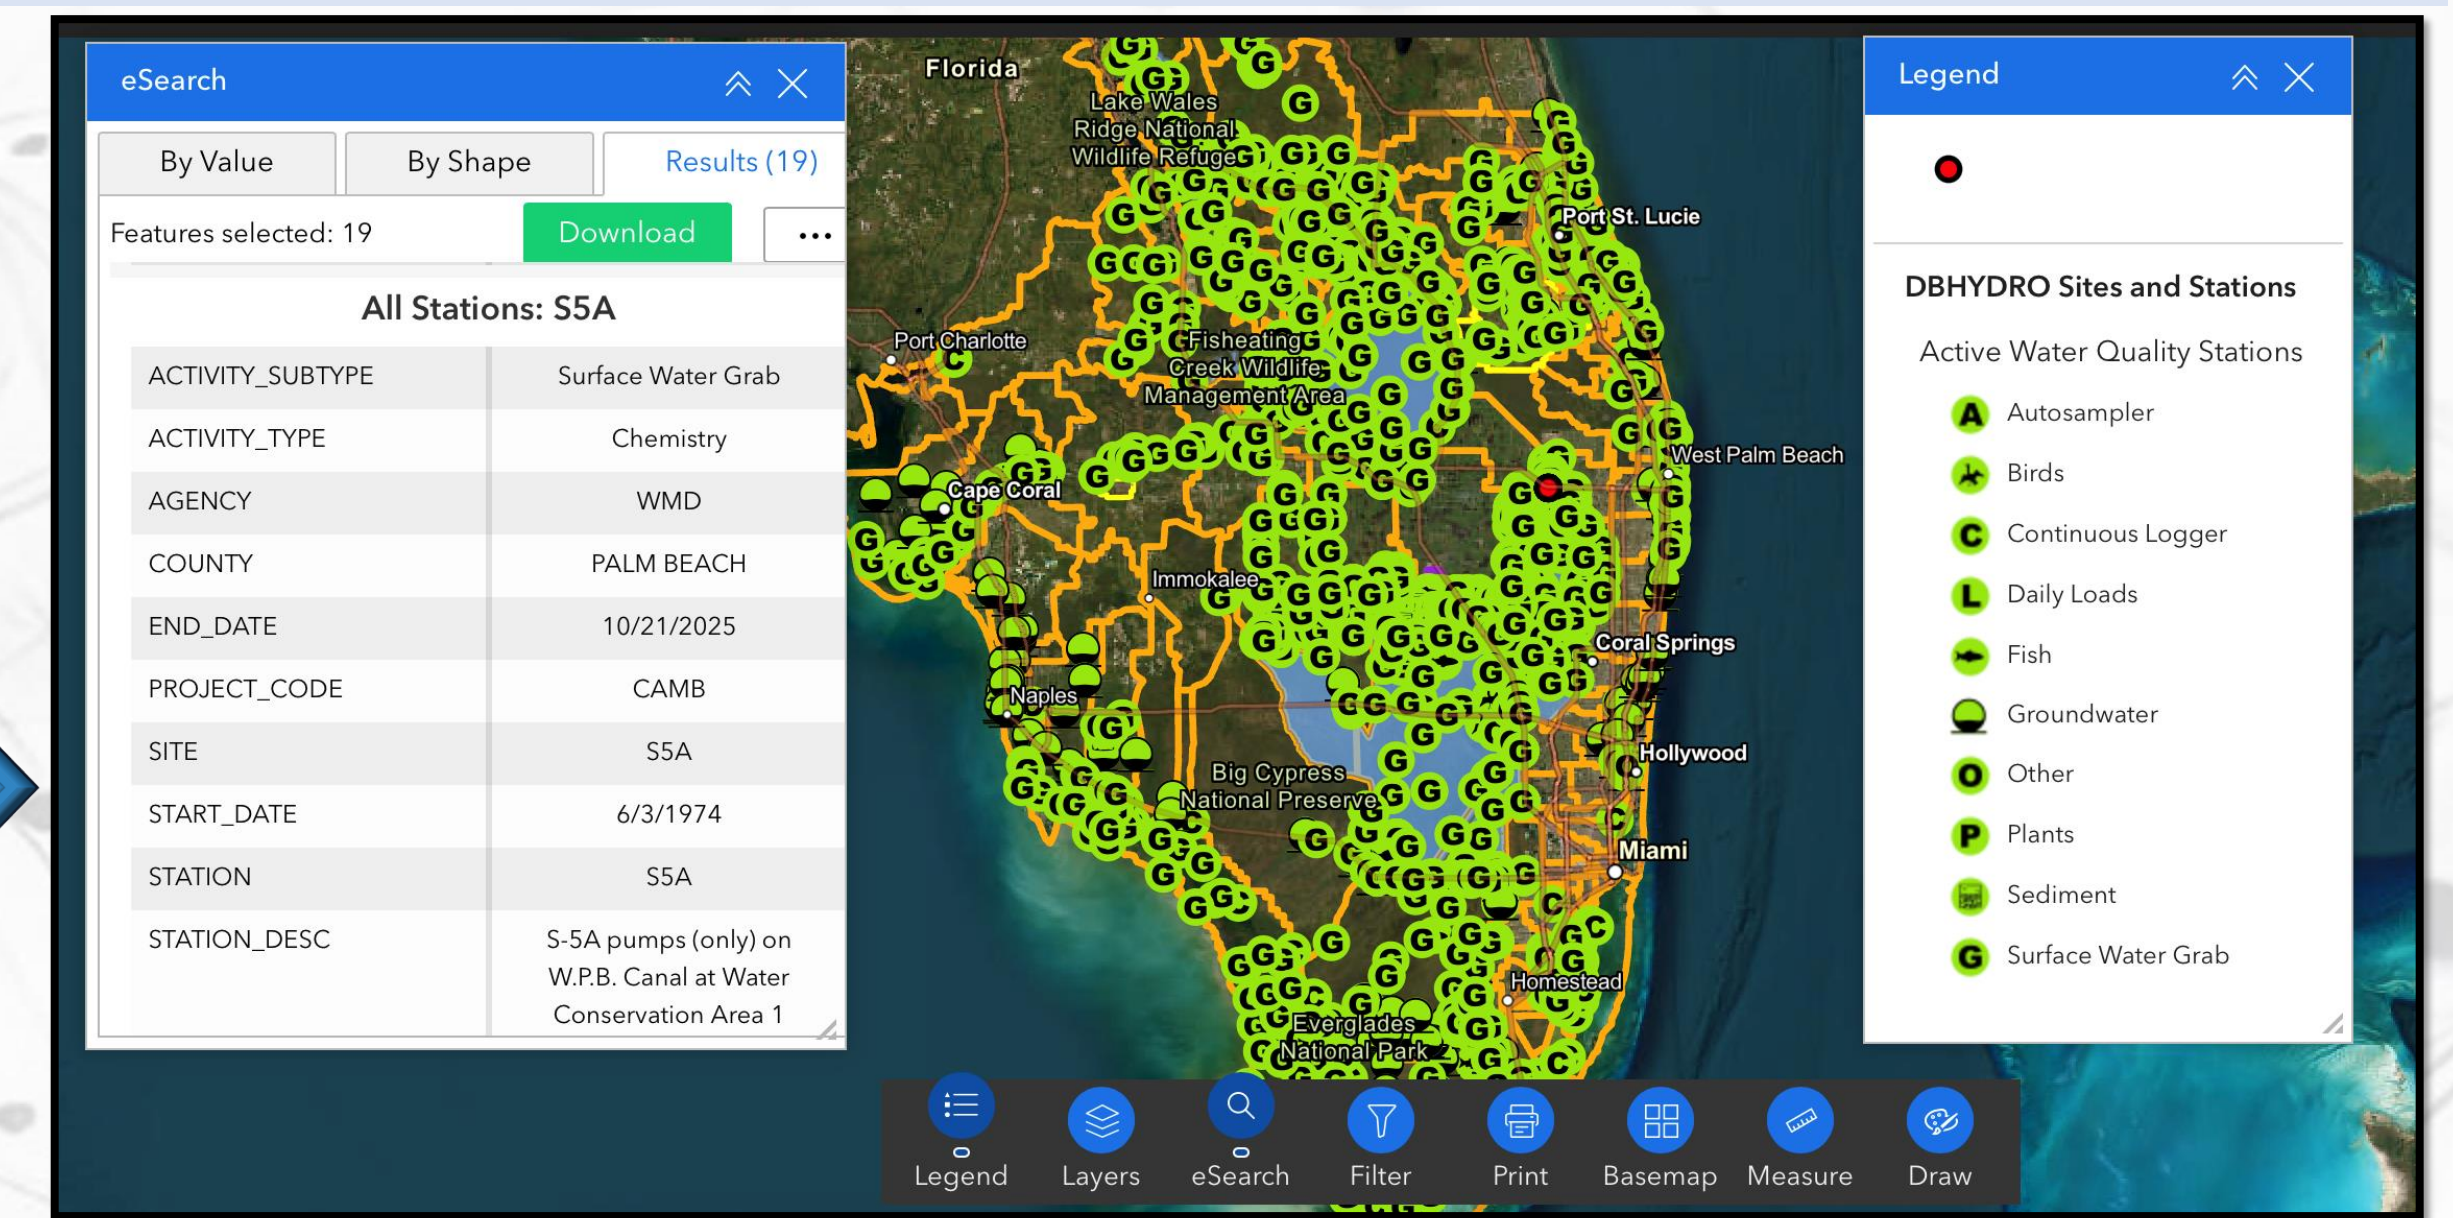 eSearch
By Value
By Shape
Results (19)
Features selected: 19
Download
...
All Stations: S5A
ACTIVITY_SUBTYPE Surface Water Grab
ACTIVITY_TYPE Chemistry
AGENCY WMD
COUNTY PALM BEACH
END_DATE 10/21/2025
PROJECT_CODE CAMB
SITE S5A
START_DATE 6/3/1974
STATION S5A
STATION_DESC S-5A pumps (only) on
W.P.B. Canal at Water
Conservation Area 1
Florida
Lake Wales
Ridge National
Wildlife Refuge
Port St. Lucie
Port Charlotte
Fisheating
Creek Wildlife
Management Area
West Palm Beach
Cape Coral
Immokalee
Coral Springs
Naples
Hollywood
Big Cypress
National Preserve
Miami
Homestead
Everglades
National Park
Legend
DBHYDRO Sites and Stations
Active Water Quality Stations
A Autosampler
Birds
C Continuous Logger
L Daily Loads
Fish
Groundwater
O Other
P Plants
Sediment
G Surface Water Grab
Legend
Layers
eSearch
Filter
Print
Basemap
Measure
Draw